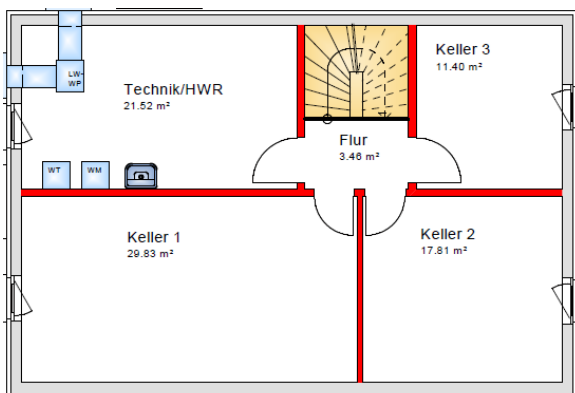 LW-
WP
Technik/HWR
21.52 m²
Keller 3
11.40 m²
Flur
3.46 m²
WT
WM
Keller 1
29.83 m²
Keller 2
17.81 m²